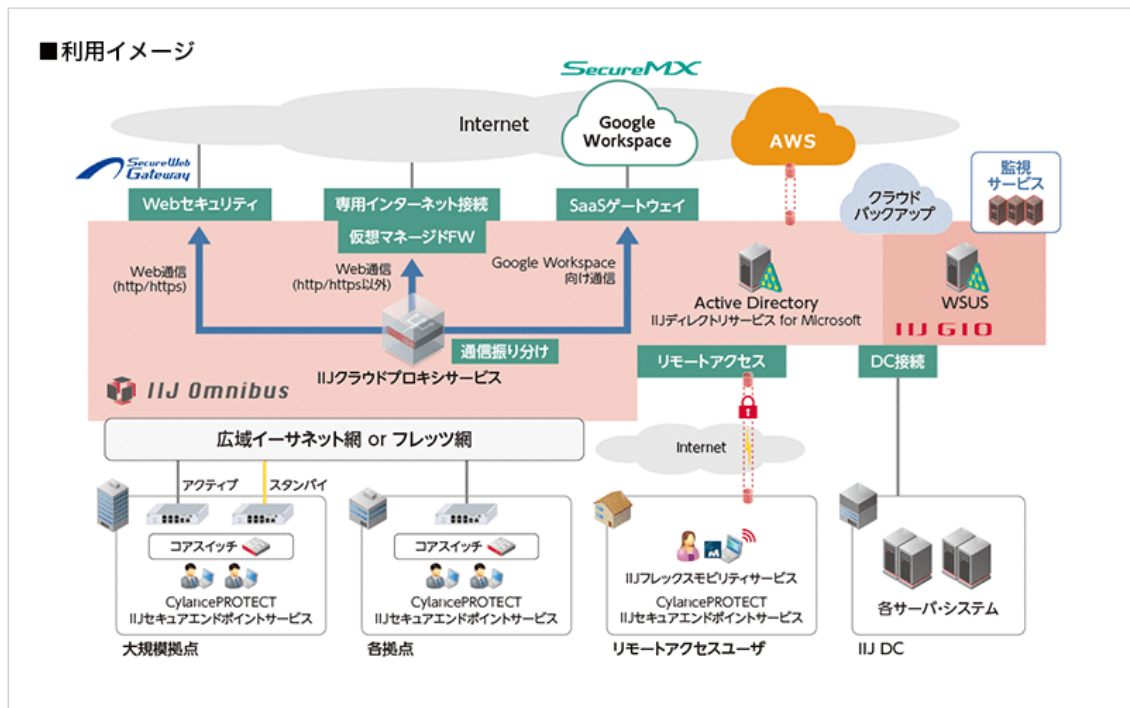 ■利用イメージ
SecureMX
Internet
Google
Workspace
AWS
SecureWeb
Gateway
クラウド
バックアップ
監視
サービス
Webセキュリティ
専用インターネット接続
SaaSゲートウェイ
仮想マネージドFW
Web通信
(http/https)
Web通信
(http/https以外)
Google Workspace
向け通信
Active Directory
IIJディレクトリサービス for Microsoft
WSUS
IIJ GIO
通信振り分け
IIJクラウドプロキシサービス
リモートアクセス
DC接続
IIJ Omnibus
広域イーサネット網 or フレッツ網
Internet
アクティブ
スタンバイ
コアスイッチ
CylancePROTECT
IIJセキュアエンドポイントサービス
大規模拠点
コアスイッチ
CylancePROTECT
IIJセキュアエンドポイントサービス
各拠点
IIJフレックスモビリティサービス
CylancePROTECT
IIJセキュアエンドポイントサービス
リモートアクセスユーザ
各サーバ・システム
IIJ DC